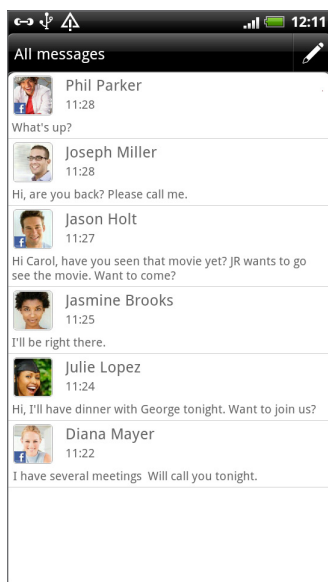 12:11
All messages
Phil Parker
11:28
What's up?
Joseph Miller
11:28
Hi, are you back? Please call me.
Jason Holt
11:27
Hi Carol, have you seen that movie yet? JR wants to go
see the movie. Want to come?
Jasmine Brooks
11:25
I'll be right there.
Julie Lopez
11:24
Hi, I'll have dinner with George tonight. Want to join us?
Diana Mayer
11:22
I have several meetings  Will call you tonight.